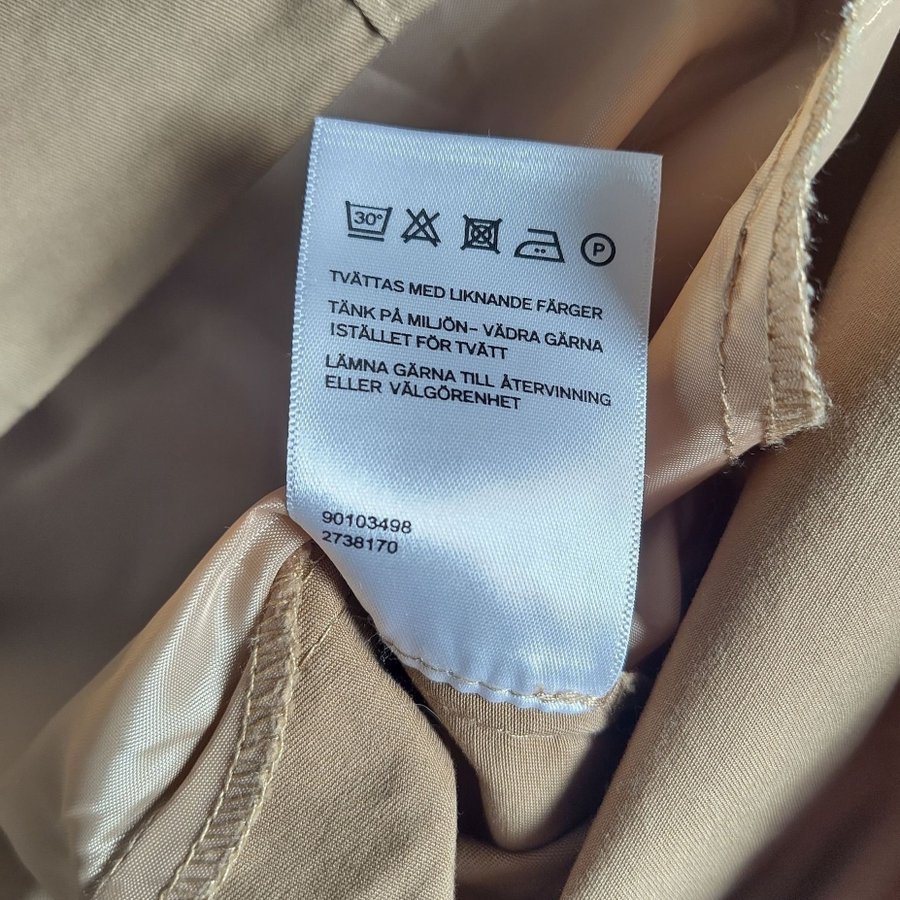 30°
P
TVÄTTAS MED LIKNANDE FÄRGER
TÄNK PÅ MILJÖN- VÄDRA GÄRNA
ISTÄLLET FÖR TVÄTT
LÄMNA GÄRNA TILL ÅTERVINNING
ELLER VÄLGÖRENHET
90103498
2738170